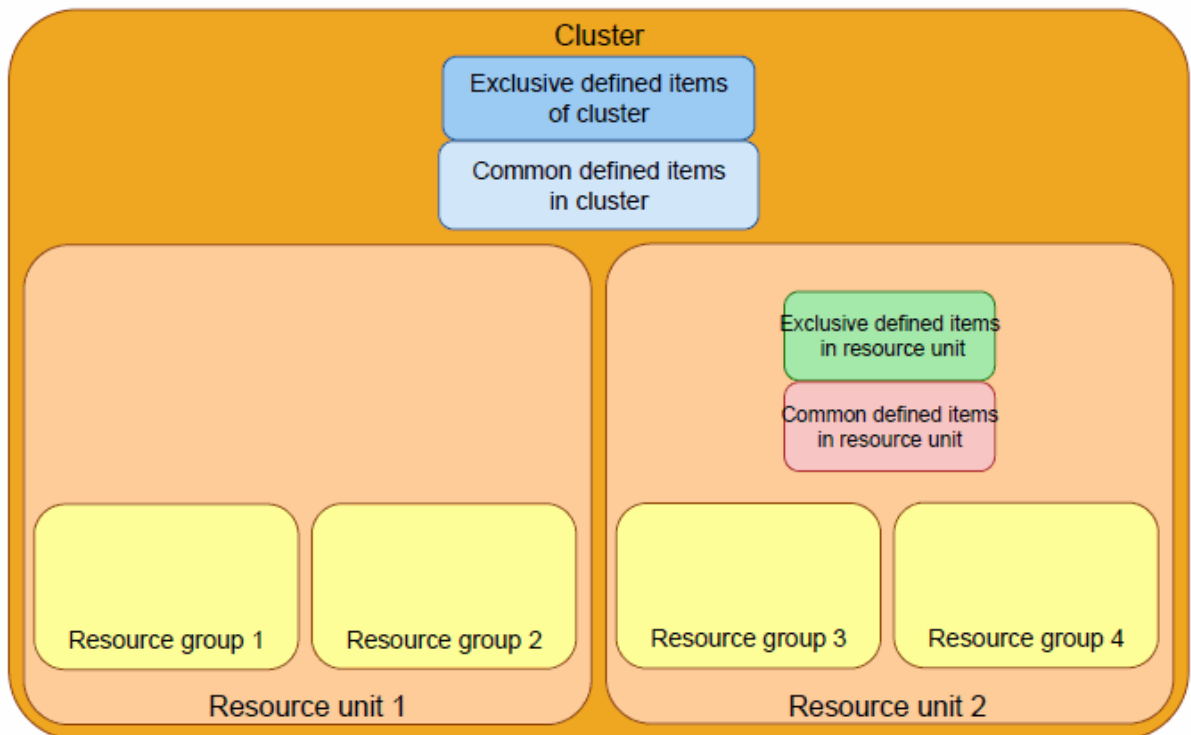 Cluster
Exclusive defined items
of cluster
Common defined items
in cluster
Exclusive defined items
in resource unit
Common defined items
in resource unit
Resource group 1
Resource group 2
Resource group 3
Resource group 4
Resource unit 1
Resource unit 2